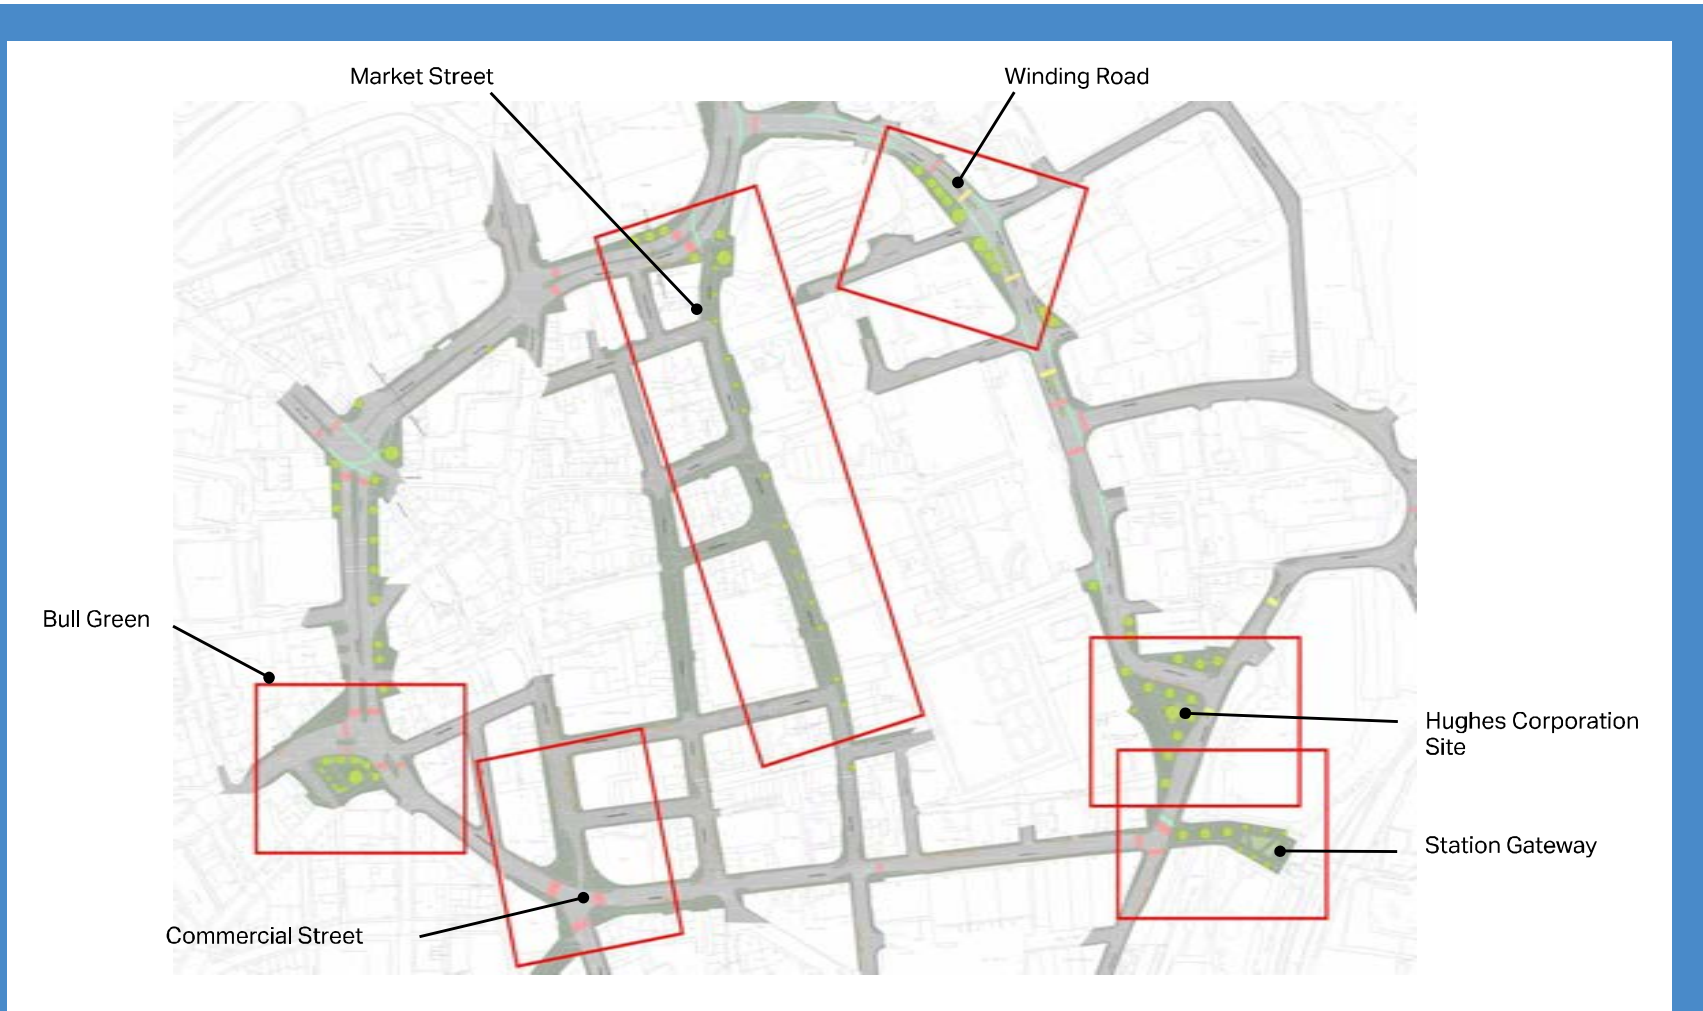 Market Street
Winding Road
Bull Green
Hughes Corporation
Site
Station Gateway
Commercial Street